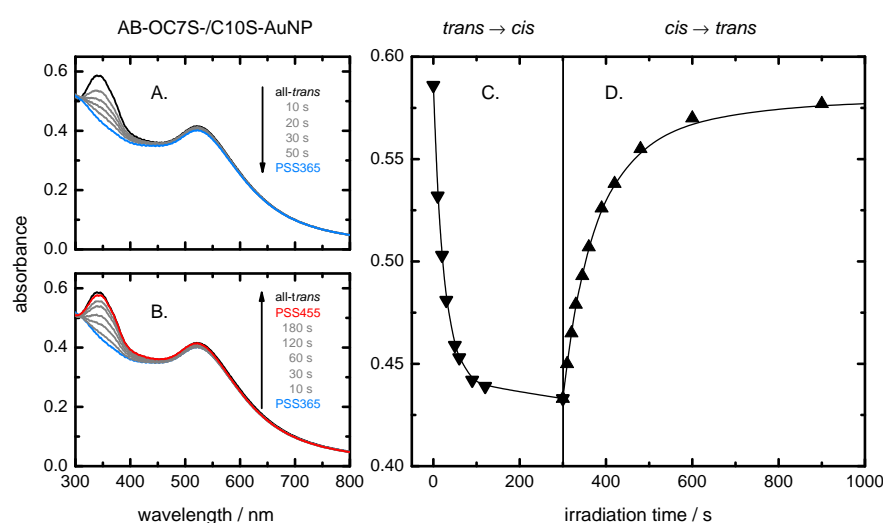 AB-OC7S-/C10S-AuNP
trans → cis
cis → trans
absorbance
0.6
0.4
0.2
0.0
A.
all-trans
10 s
20 s
30 s
50 s
PSS365
0.6
0.4
0.2
0.0
B.
all-trans
PSS455
180 s
120 s
60 s
30 s
10 s
PSS365
300 400 500 600 700 800
wavelength / nm
0.60
0.55
0.50
0.45
0.40
C.
D.
0 200 400 600 800 1000
irradiation time / s